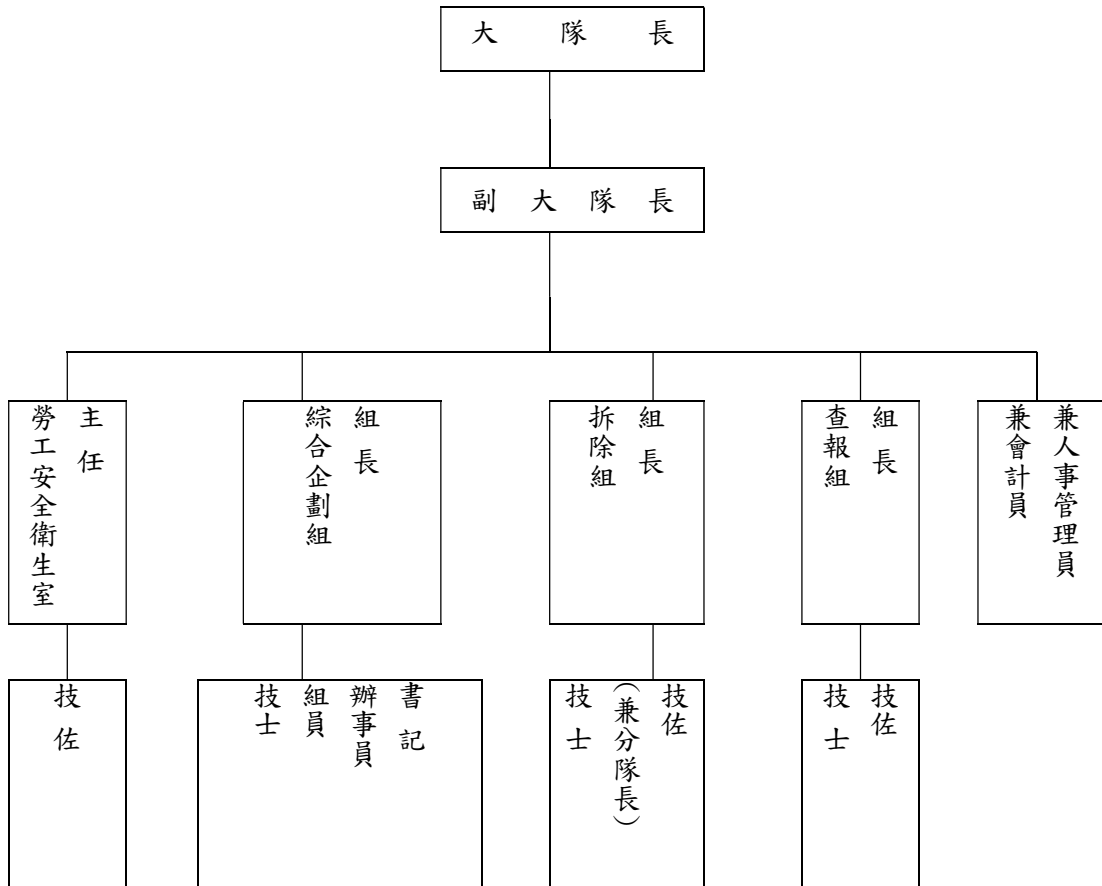 大隊長
副大隊長
主任
勞工安全衛生室
組長
綜合企劃組
組長
拆除組
組長
查報組
兼人事管理員
兼會計員
技佐
書記
辦事員
組員
技士
技佐
(兼分隊長)
技士
技佐
技士